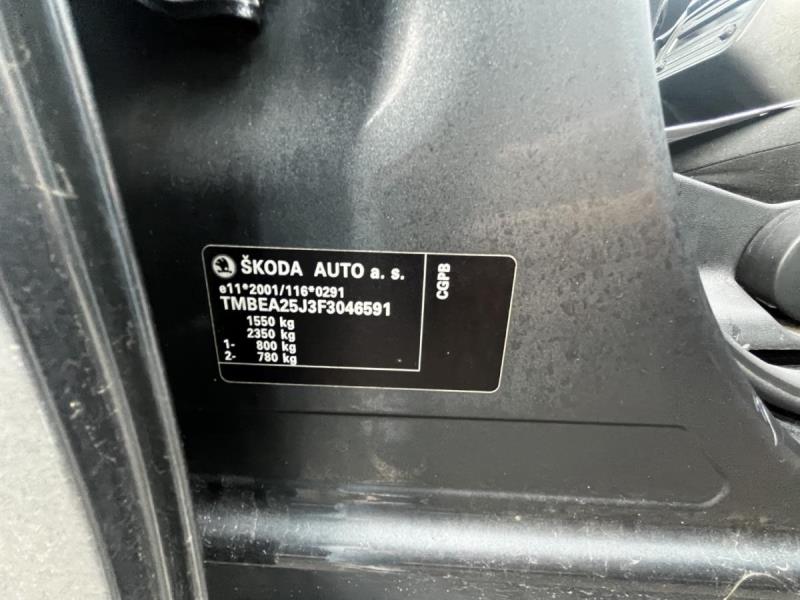 ŠKODA AUTO a. s.
e11*2001/116*0291
TMBEA25J3F3046591
1550 kg
2350 kg
1- 800 kg
2- 780 kg
CGPB